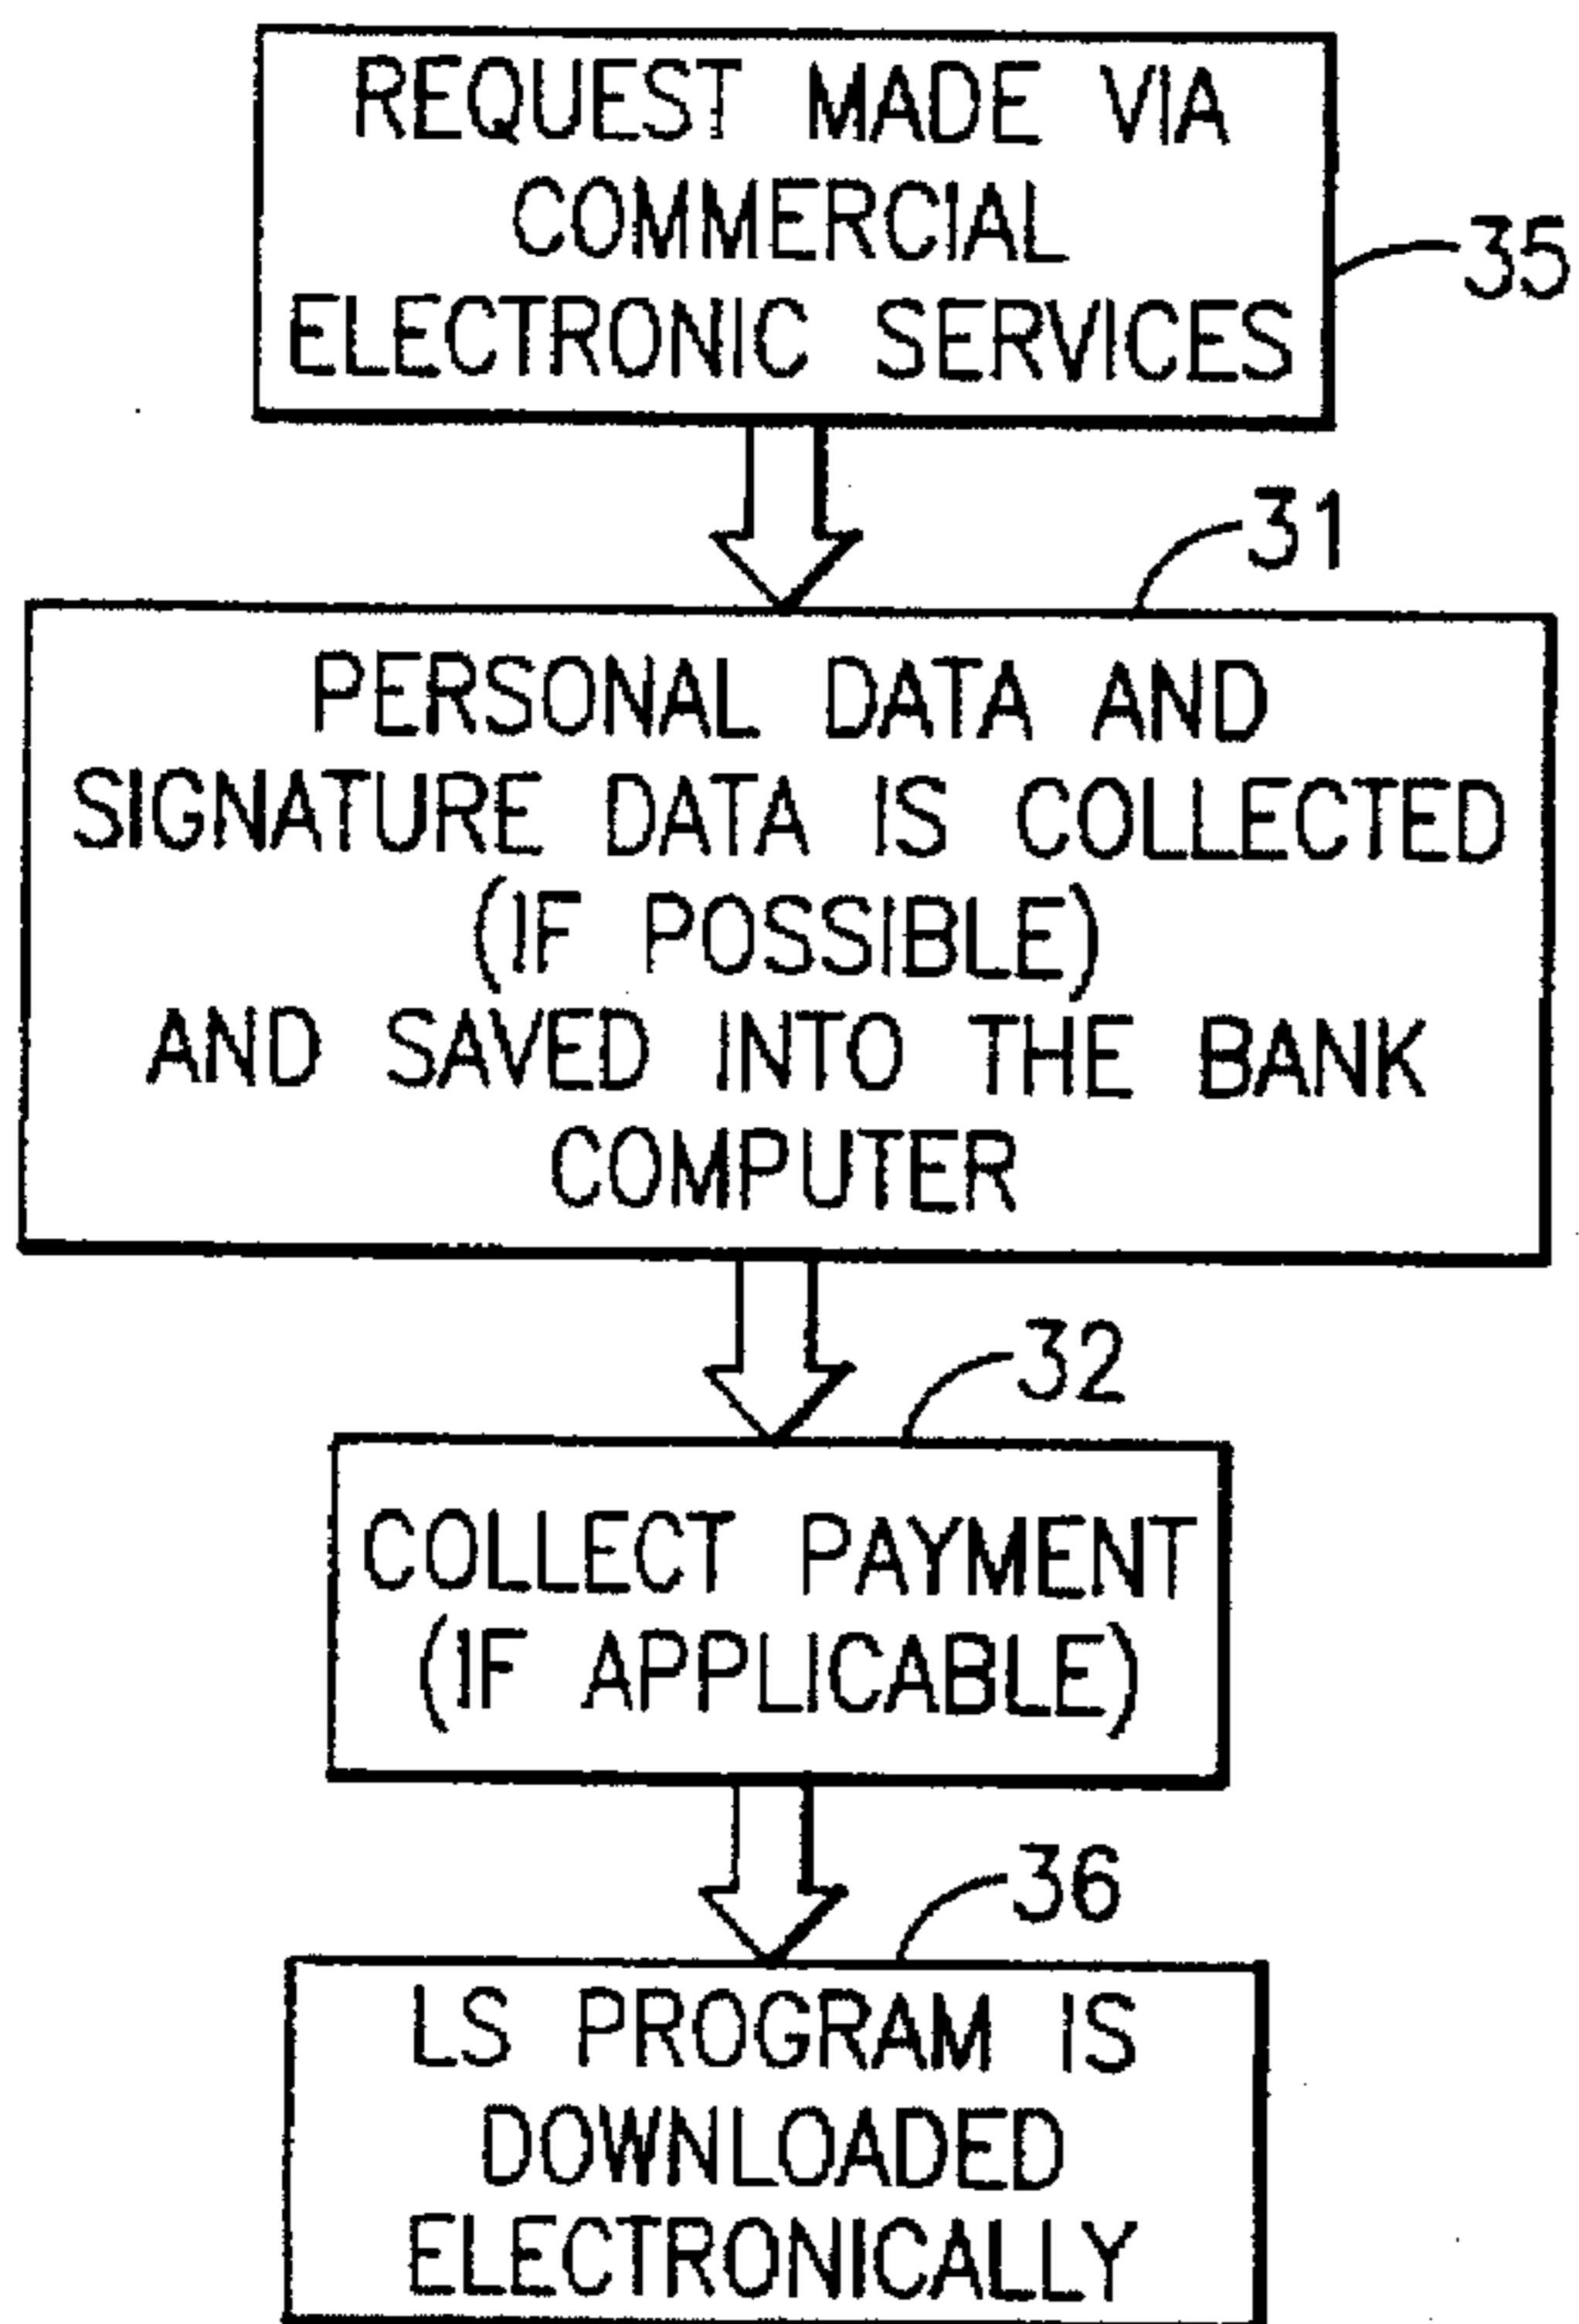 REQUEST MADE VIA
COMMERCIAL
ELECTRONIC SERVICES
35
31
PERSONAL DATA AND
SIGNATURE DATA IS COLLECTED
(IF POSSIBLE)
AND SAVED INTO THE BANK
COMPUTER
32
COLLECT PAYMENT
(IF APPLICABLE)
36
LS PROGRAM IS
DOWNLOADED
ELECTRONICALLY